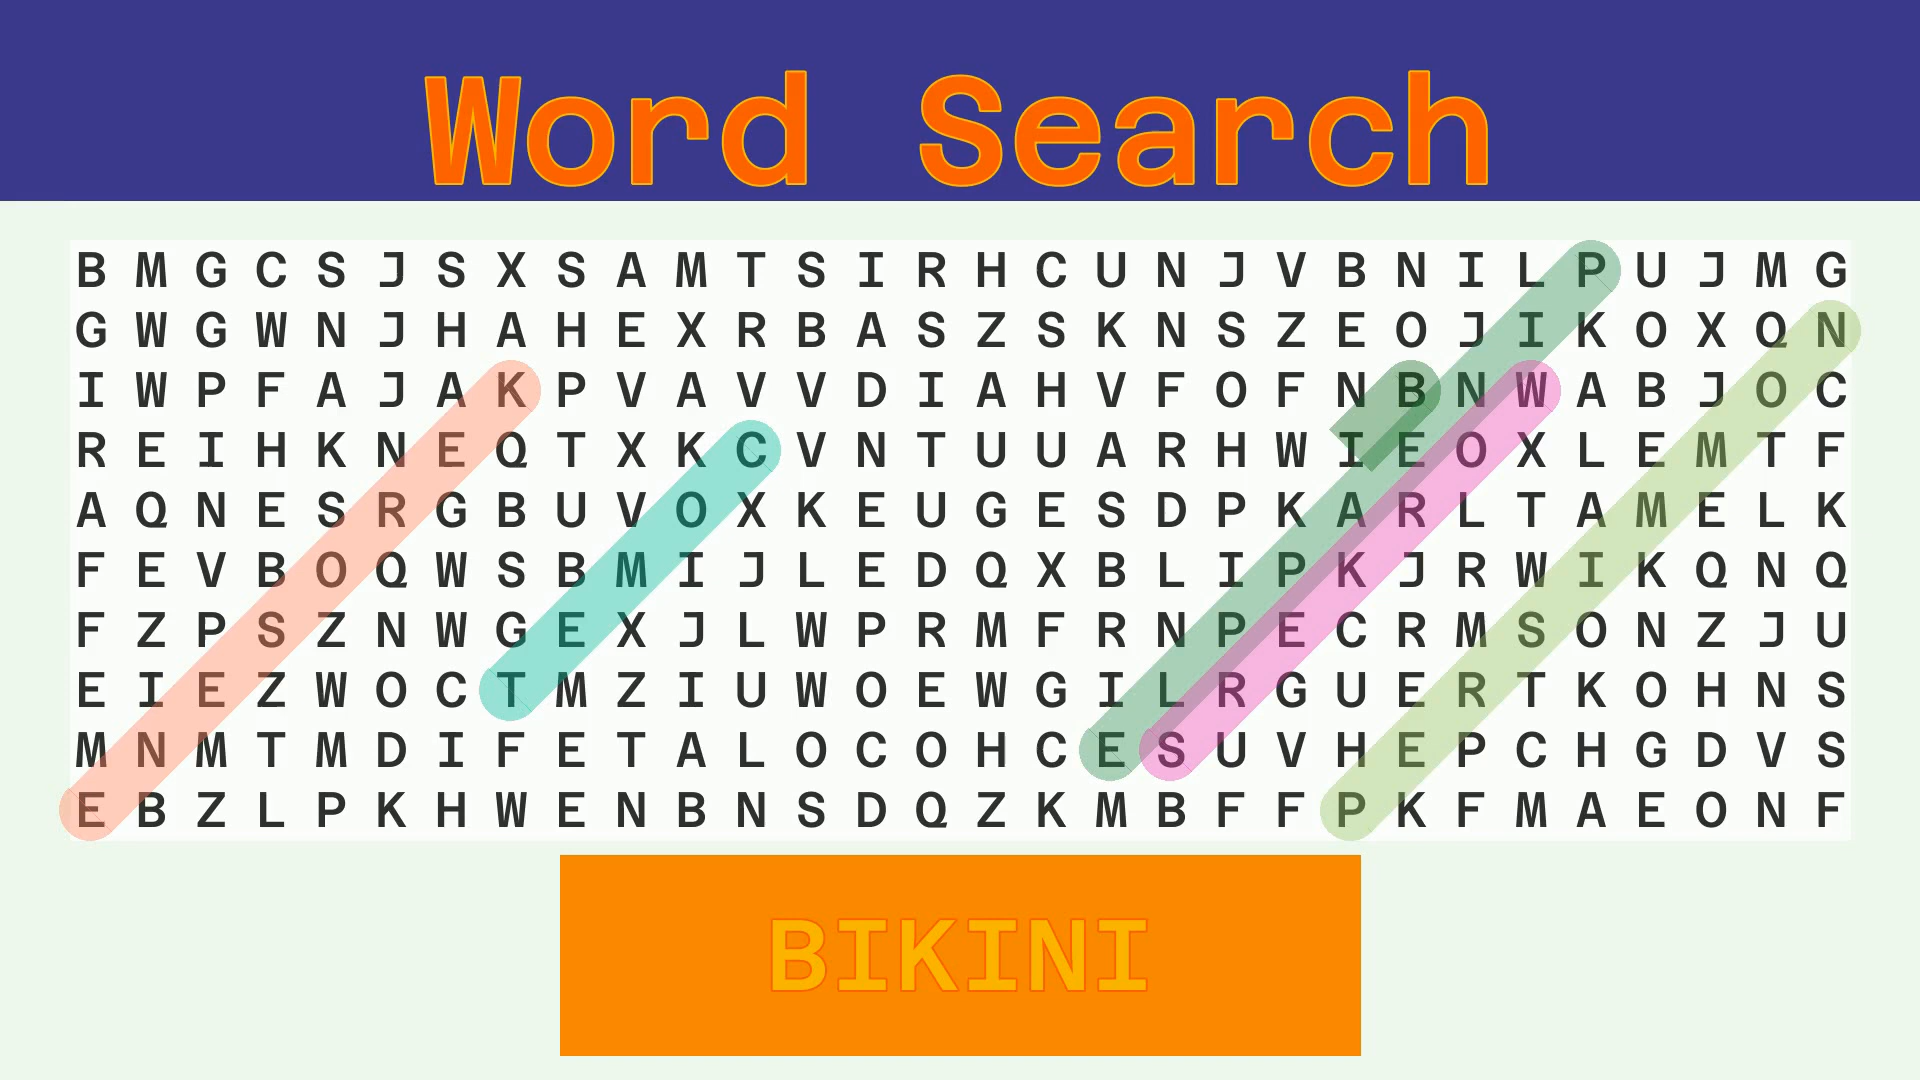 Word Search
B M G C S J S X S A M T S I R H C U N J V B N I L P U J M G
G W G W N J H A H E X R B A S Z S K N S Z E O J I K O X Q N
I W P F A J A K P V A V V D I A H V F O F N B N W A B J O C
R E I H K N E Q T X K C V N T U U A R H W I E O X L E M T F
A Q N E S R G B U V O X K E U G E S D P K A R L T A M E L K
F E V B O Q W S B M I J L E D Q X B L I P K J R W I K Q N Q
F Z P S Z N W G E X J L W P R M F R N P E C R M S O N Z J U
E I E Z W O C T M Z I U W O E W G I L R G U E R T K O H N S
M N M T M D I F E T A L O C O H C E S U V H E P C H G D V S
E B Z L P K H W E N B N S D Q Z K M B F F P K F M A E O N F
BIKINI